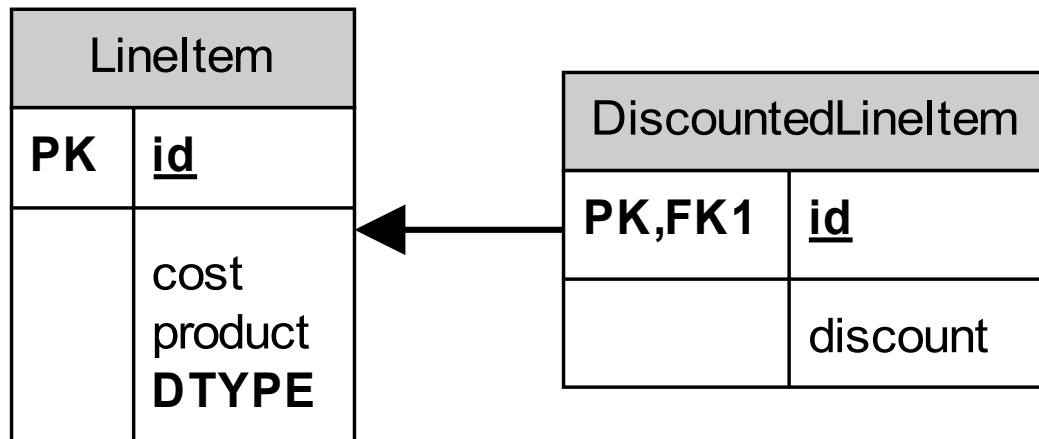 LineItem
PK id
cost
product
DTYPE
DiscountedLineItem
PK,FK1 id
discount